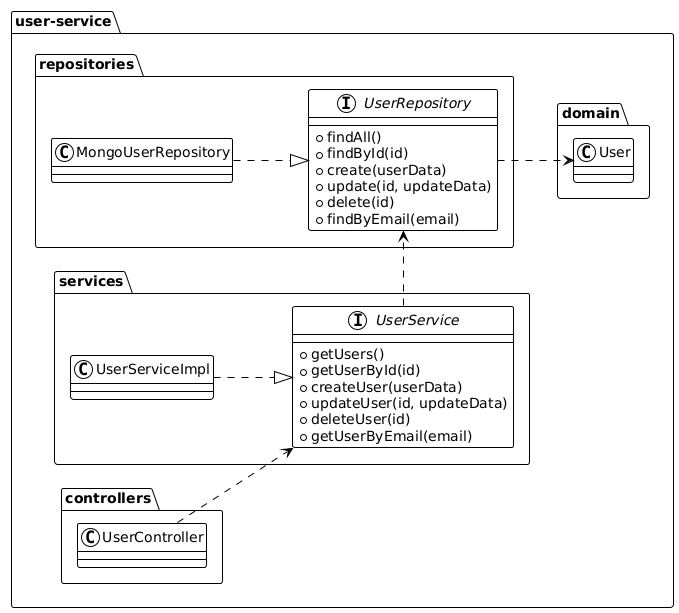 user-service
repositories
I UserRepository
C MongoUserRepository
findAll()
findById(id)
create(userData)
update(id, updateData)
delete(id)
findByEmail(email)
domain
C User
services
I UserService
C UserServiceImpl
getUsers()
getUserById(id)
createUser(userData)
updateUser(id, updateData)
deleteUser(id)
getUserByEmail(email)
controllers
C UserController